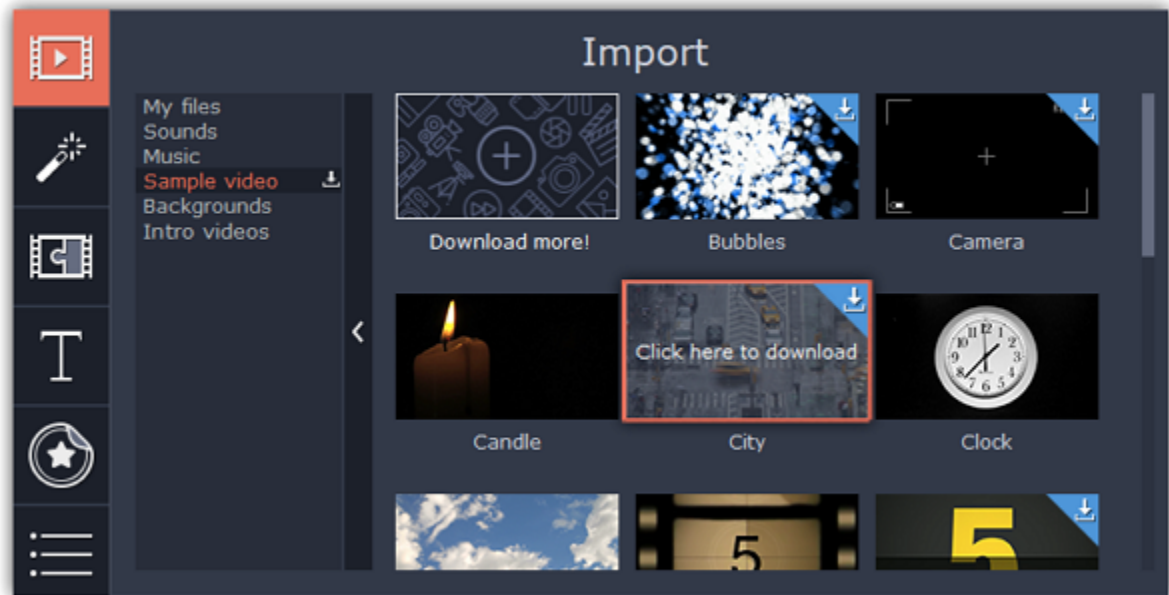 Import
My files
Sounds
Music
Sample video
Backgrounds
Intro videos
Download more!
Bubbles
Camera
Click here to download
Candle
City
Clock
5
5